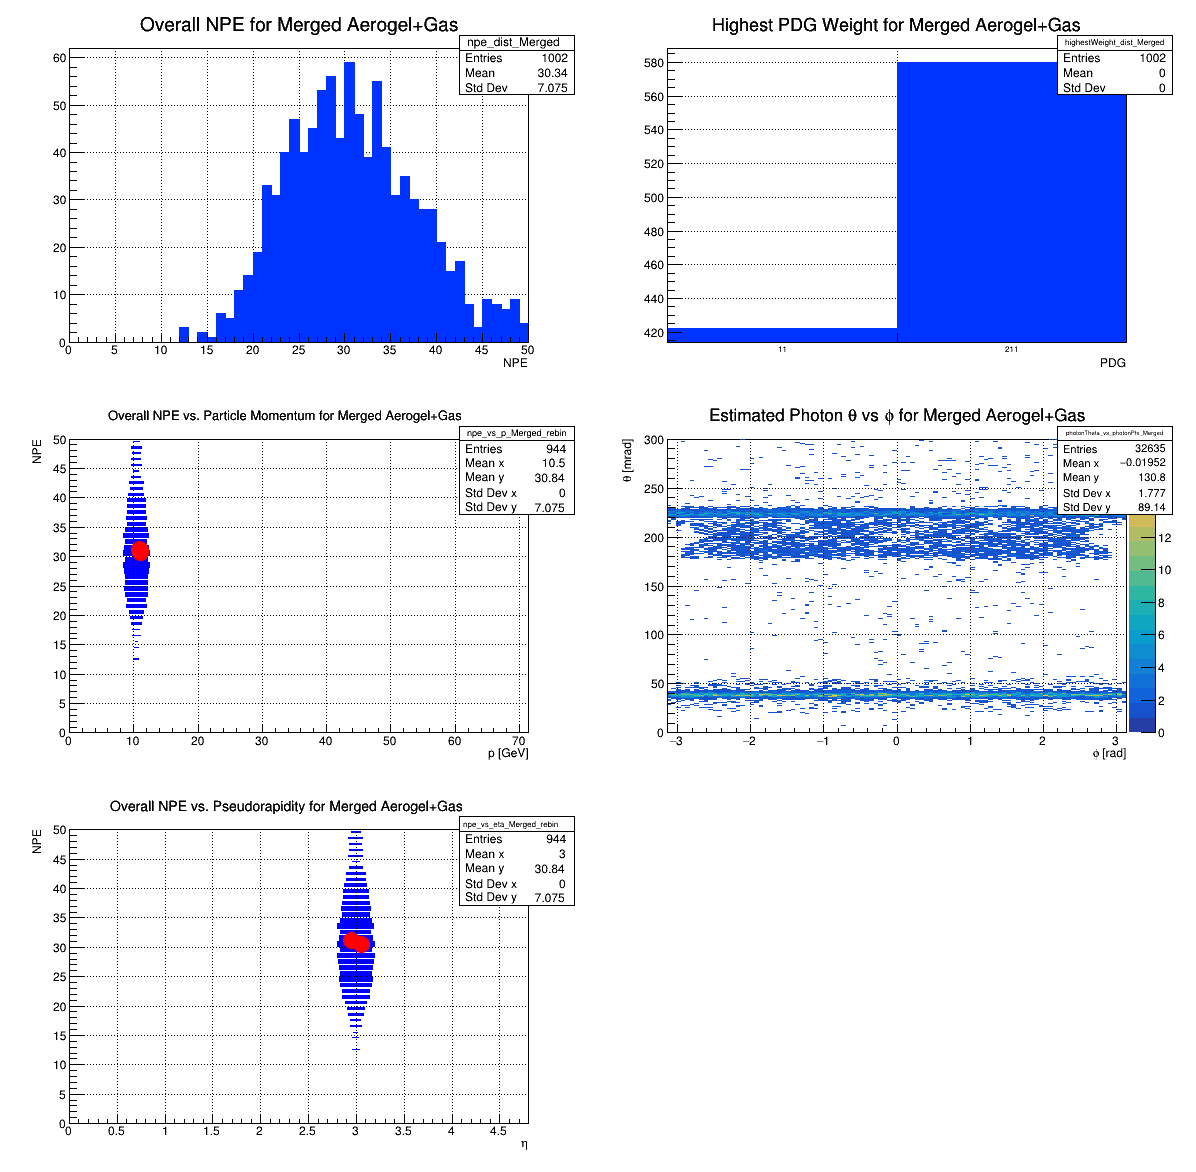 Overall NPE for Merged Aerogel+Gas
npe_dist_Merged
Entries 1002
Mean 30.34
Std Dev 7.075
60
50
40
30
20
10
0
0 5 10 15 20 25 30 35 40 45 50
NPE
Highest PDG Weight for Merged Aerogel+Gas
highestWeight_dist_Merged
Entries 1002
Mean 0
Std Dev 0
580
560
540
520
500
480
460
440
420
11 211
PDG
Overall NPE vs. Particle Momentum for Merged Aerogel+Gas
npe_vs_p_Merged_rebin
Entries 944
Mean x 10.5
Mean y 30.84
Std Dev x 0
Std Dev y 7.075
NPE
50
45
40
35
30
25
20
15
10
5
0
0 10 20 30 40 50 60 70
p [GeV]
Estimated Photon θ vs ϕ for Merged Aerogel+Gas
photonTheta_vs_photonPhi_Merged
Entries 32635
Mean x −0.01952
Mean y 130.8
Std Dev x 1.777
Std Dev y 89.14
θ [mrad]
300
250
200
150
100
50
0
−3 −2 −1 0 1 2 3
ϕ [rad]
12
10
8
6
4
2
0
Overall NPE vs. Pseudorapidity for Merged Aerogel+Gas
npe_vs_eta_Merged_rebin
Entries 944
Mean x 3
Mean y 30.84
Std Dev x 0
Std Dev y 7.075
NPE
50
45
40
35
30
25
20
15
10
5
0
0 0.5 1 1.5 2 2.5 3 3.5 4 4.5
η